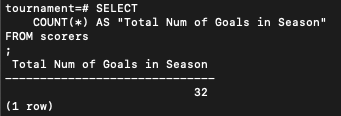 tournament=# SELECT
    COUNT(*) AS "Total Num of Goals in Season"
FROM scorers
;
 Total Num of Goals in Season
------------------------------
                           32
(1 row)